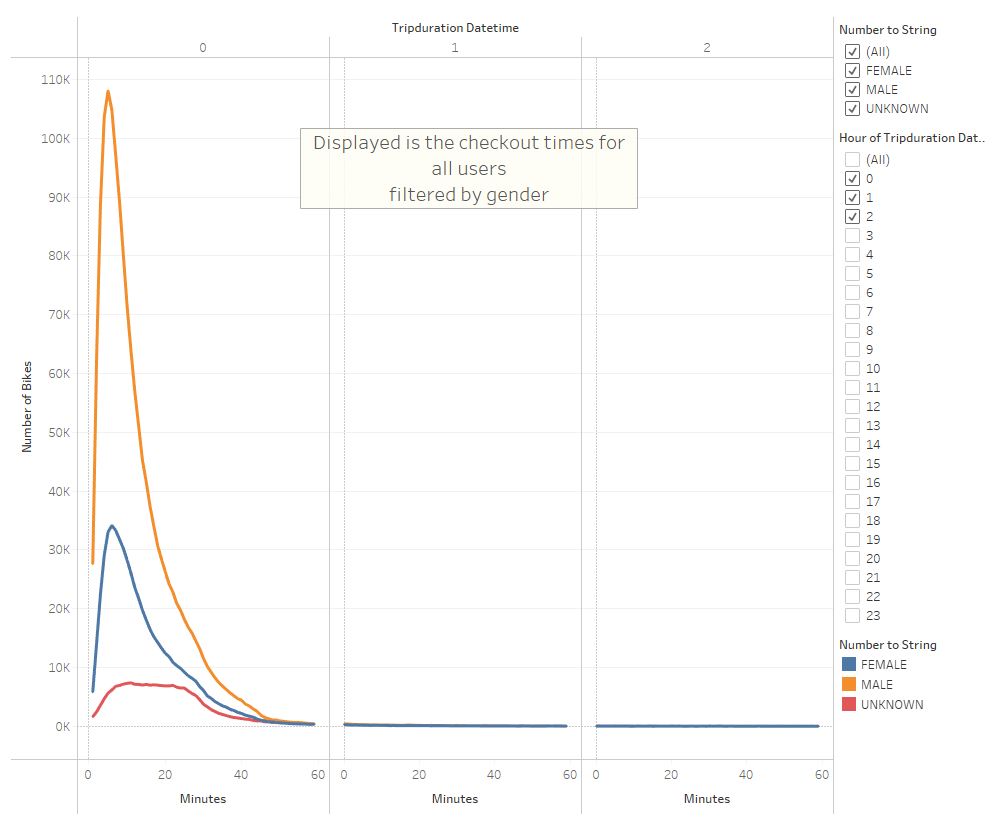 Tripduration Datetime
0 1 2
Number of Bikes
110K
100K
90K
80K
70K
60K
50K
40K
30K
20K
10K
0K
Displayed is the checkout times for
all users
filtered by gender
0 20 40 60 0 20 40 60 0 20 40 60
Minutes Minutes Minutes
Number to String
(All)
FEMALE
MALE
UNKNOWN
Hour of Tripduration Dat..
(All)
0
1
2
3
4
5
6
7
8
9
10
11
12
13
14
15
16
17
18
19
20
21
22
23
Number to String
FEMALE
MALE
UNKNOWN